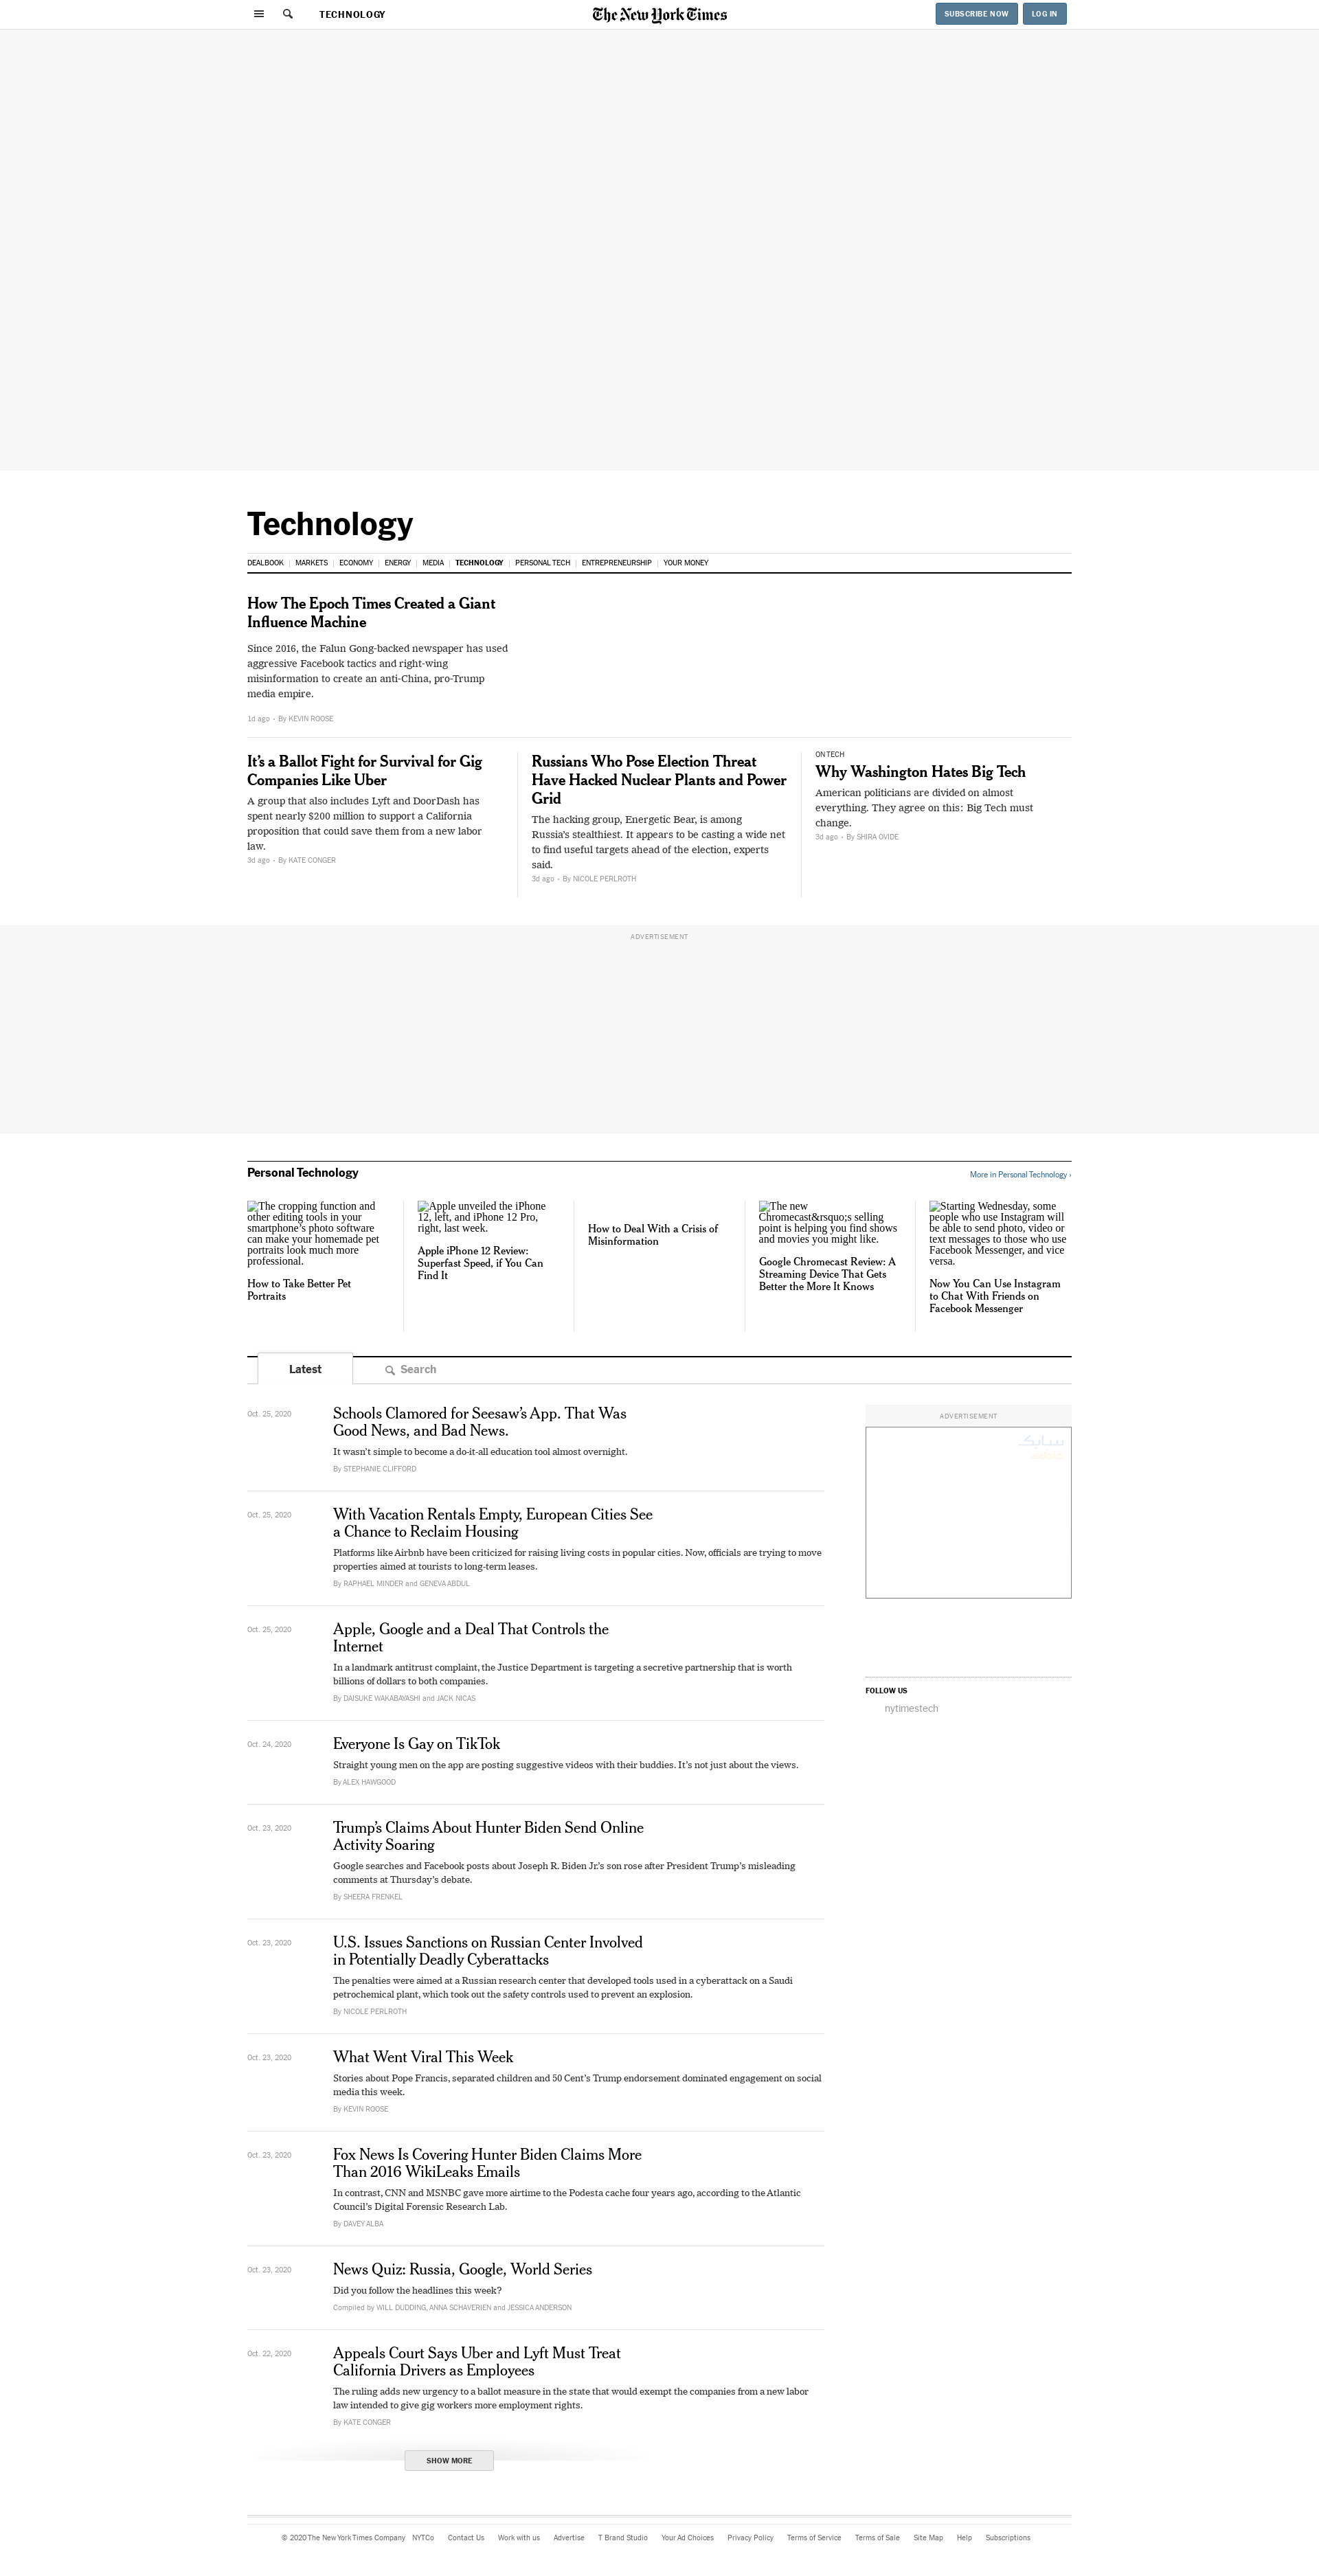 TECHNOLOGY
The New York Times
SUBSCRIBE NOW
LOG IN
Technology
DEALBOOK
MARKETS
ECONOMY
ENERGY
MEDIA
TECHNOLOGY
PERSONAL TECH
ENTREPRENEURSHIP
YOUR MONEY
How The Epoch Times Created a Giant
Influence Machine
Since 2016, the Falun Gong-backed newspaper has used
aggressive Facebook tactics and right-wing
misinformation to create an anti-China, pro-Trump
media empire.
1d ago • By KEVIN ROOSE
It’s a Ballot Fight for Survival for Gig
Companies Like Uber
A group that also includes Lyft and DoorDash has
spent nearly $200 million to support a California
proposition that could save them from a new labor
law.
3d ago • By KATE CONGER
Russians Who Pose Election Threat
Have Hacked Nuclear Plants and Power
Grid
The hacking group, Energetic Bear, is among
Russia’s stealthiest. It appears to be casting a wide net
to find useful targets ahead of the election, experts
said.
3d ago • By NICOLE PERLROTH
ON TECH
Why Washington Hates Big Tech
American politicians are divided on almost
everything. They agree on this: Big Tech must
change.
3d ago • By SHIRA OVIDE
ADVERTISEMENT
Personal Technology
More in Personal Technology ›
The cropping function and
other editing tools in your
smartphone’s photo software
can make your homemade pet
portraits look much more
professional.
How to Take Better Pet
Portraits
Apple unveiled the iPhone
12, left, and iPhone 12 Pro,
right, last week.
Apple iPhone 12 Review:
Superfast Speed, if You Can
Find It
How to Deal With a Crisis of
Misinformation
The new
Chromecast&rsquo;s selling
point is helping you find shows
and movies you might like.
Google Chromecast Review: A
Streaming Device That Gets
Better the More It Knows
Starting Wednesday, some
people who use Instagram will
be able to send photo, video or
text messages to those who use
Facebook Messenger, and vice
versa.
Now You Can Use Instagram
to Chat With Friends on
Facebook Messenger
Latest
Search
Oct. 25, 2020
Schools Clamored for Seesaw’s App. That Was
Good News, and Bad News.
It wasn’t simple to become a do-it-all education tool almost overnight.
By STEPHANIE CLIFFORD
ADVERTISEMENT
Oct. 25, 2020
With Vacation Rentals Empty, European Cities See
a Chance to Reclaim Housing
Platforms like Airbnb have been criticized for raising living costs in popular cities. Now, officials are trying to move
properties aimed at tourists to long-term leases.
By RAPHAEL MINDER and GENEVA ABDUL
Oct. 25, 2020
Apple, Google and a Deal That Controls the
Internet
In a landmark antitrust complaint, the Justice Department is targeting a secretive partnership that is worth
billions of dollars to both companies.
By DAISUKE WAKABAYASHI and JACK NICAS
FOLLOW US
nytimestech
Oct. 24, 2020
Everyone Is Gay on TikTok
Straight young men on the app are posting suggestive videos with their buddies. It’s not just about the views.
By ALEX HAWGOOD
Oct. 23, 2020
Trump’s Claims About Hunter Biden Send Online
Activity Soaring
Google searches and Facebook posts about Joseph R. Biden Jr.’s son rose after President Trump’s misleading
comments at Thursday’s debate.
By SHEERA FRENKEL
Oct. 23, 2020
U.S. Issues Sanctions on Russian Center Involved
in Potentially Deadly Cyberattacks
The penalties were aimed at a Russian research center that developed tools used in a cyberattack on a Saudi
petrochemical plant, which took out the safety controls used to prevent an explosion.
By NICOLE PERLROTH
Oct. 23, 2020
What Went Viral This Week
Stories about Pope Francis, separated children and 50 Cent’s Trump endorsement dominated engagement on social
media this week.
By KEVIN ROOSE
Oct. 23, 2020
Fox News Is Covering Hunter Biden Claims More
Than 2016 WikiLeaks Emails
In contrast, CNN and MSNBC gave more airtime to the Podesta cache four years ago, according to the Atlantic
Council’s Digital Forensic Research Lab.
By DAVEY ALBA
Oct. 23, 2020
News Quiz: Russia, Google, World Series
Did you follow the headlines this week?
Compiled by WILL DUDDING, ANNA SCHAVERIEN and JESSICA ANDERSON
Oct. 22, 2020
Appeals Court Says Uber and Lyft Must Treat
California Drivers as Employees
The ruling adds new urgency to a ballot measure in the state that would exempt the companies from a new labor
law intended to give gig workers more employment rights.
By KATE CONGER
SHOW MORE
© 2020 The New York Times Company
NYTCo
Contact Us
Work with us
Advertise
T Brand Studio
Your Ad Choices
Privacy Policy
Terms of Service
Terms of Sale
Site Map
Help
Subscriptions